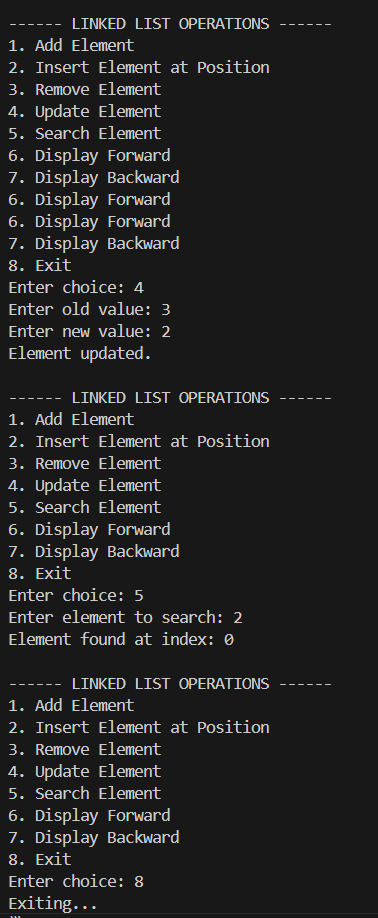 ------ LINKED LIST OPERATIONS ------
1. Add Element
2. Insert Element at Position
3. Remove Element
4. Update Element
5. Search Element
6. Display Forward
7. Display Backward
6. Display Forward
6. Display Forward
7. Display Backward
8. Exit
Enter choice: 4
Enter old value: 3
Enter new value: 2
Element updated.

------ LINKED LIST OPERATIONS ------
1. Add Element
2. Insert Element at Position
3. Remove Element
4. Update Element
5. Search Element
6. Display Forward
7. Display Backward
8. Exit
Enter choice: 5
Enter element to search: 2
Element found at index: 0

------ LINKED LIST OPERATIONS ------
1. Add Element
2. Insert Element at Position
3. Remove Element
4. Update Element
5. Search Element
6. Display Forward
7. Display Backward
8. Exit
Enter choice: 8
Exiting...